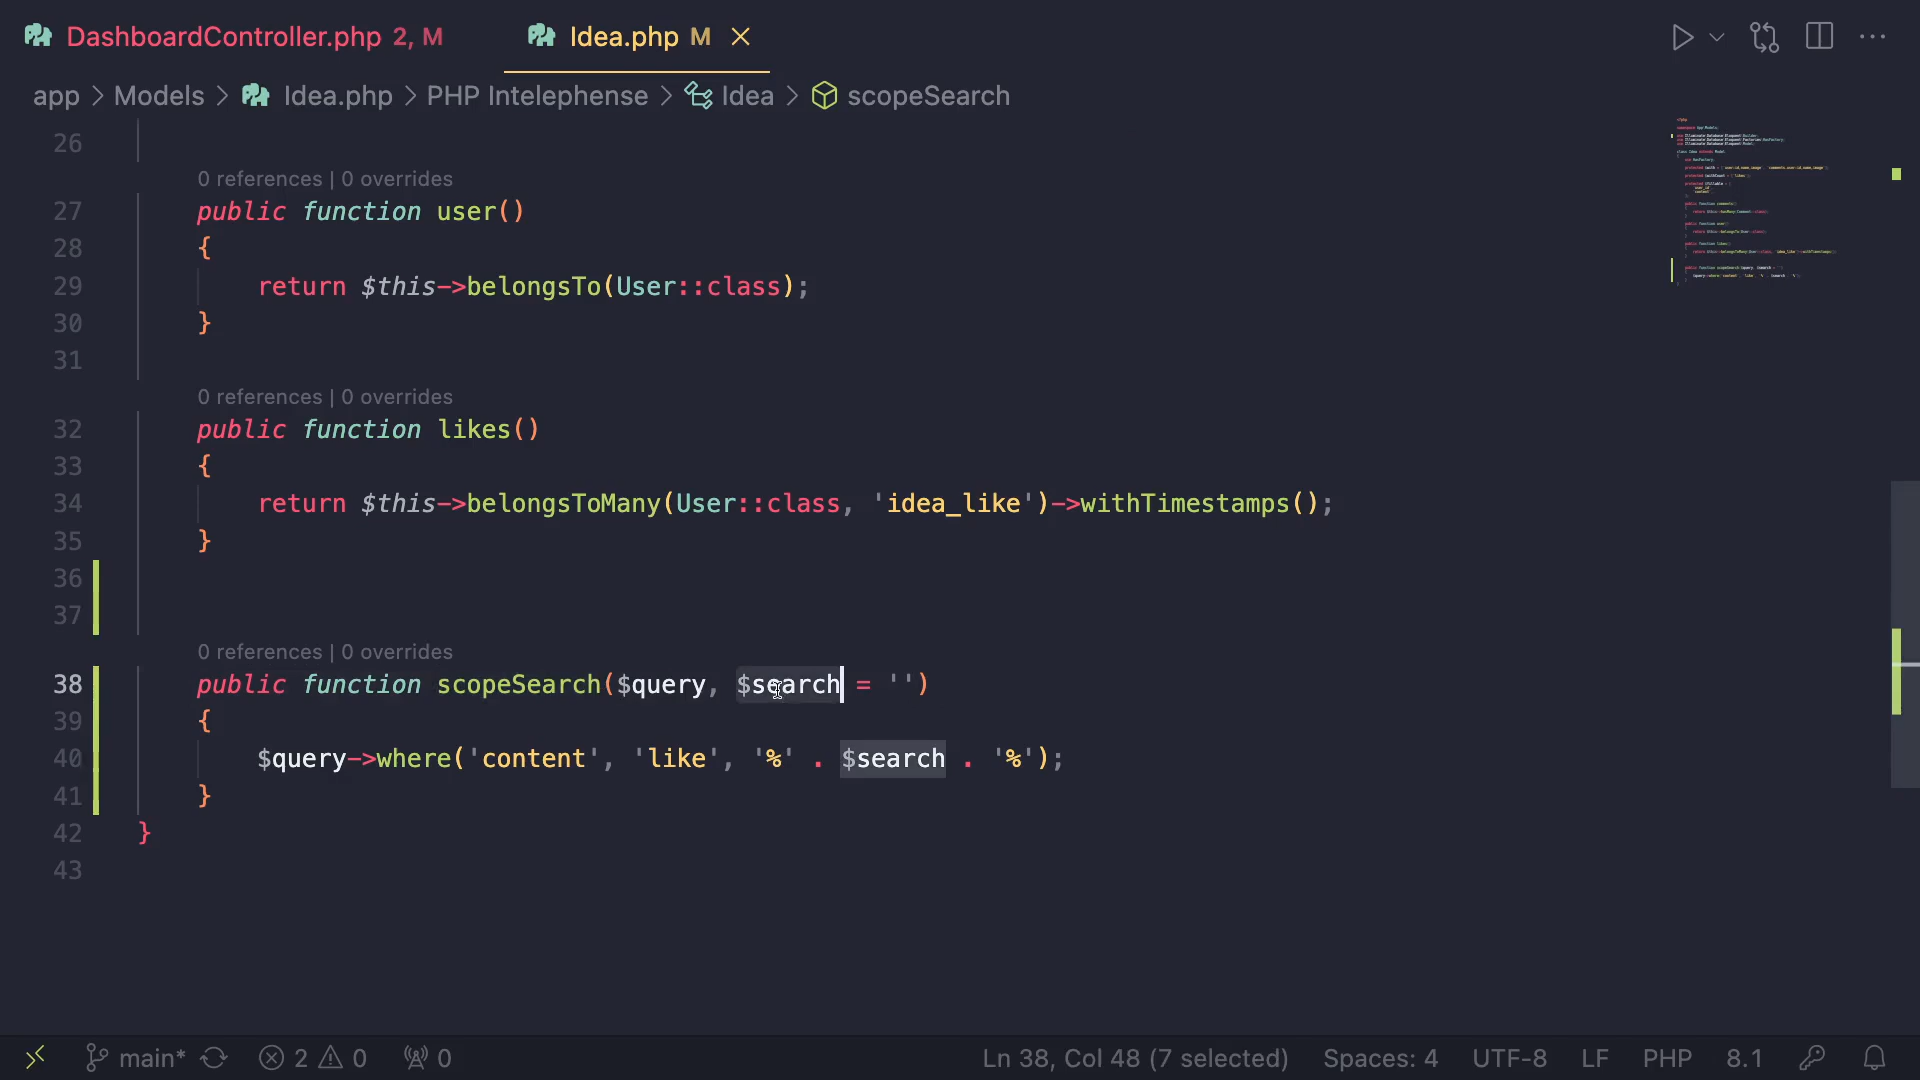 DashboardController.php 2, M Idea.php M
app > Models > Idea.php > PHP Intelephense > Idea > scopeSearch
26
0 references | 0 overrides
27 public function user()
28 {
29 return $this->belongsTo(User::class);
30 }
31
0 references | 0 overrides
32 public function likes()
33 {
34 return $this->belongsToMany(User::class, 'idea_like')->withTimestamps();
35 }
36
37
0 references | 0 overrides
38 public function scopeSearch($query, $search = '')
39 {
40 $query->where('content', 'like', '%' . $search . '%');
41 }
42 }
43
main* 2 0 0 Ln 38, Col 48 (7 selected) Spaces: 4 UTF-8 LF PHP 8.1